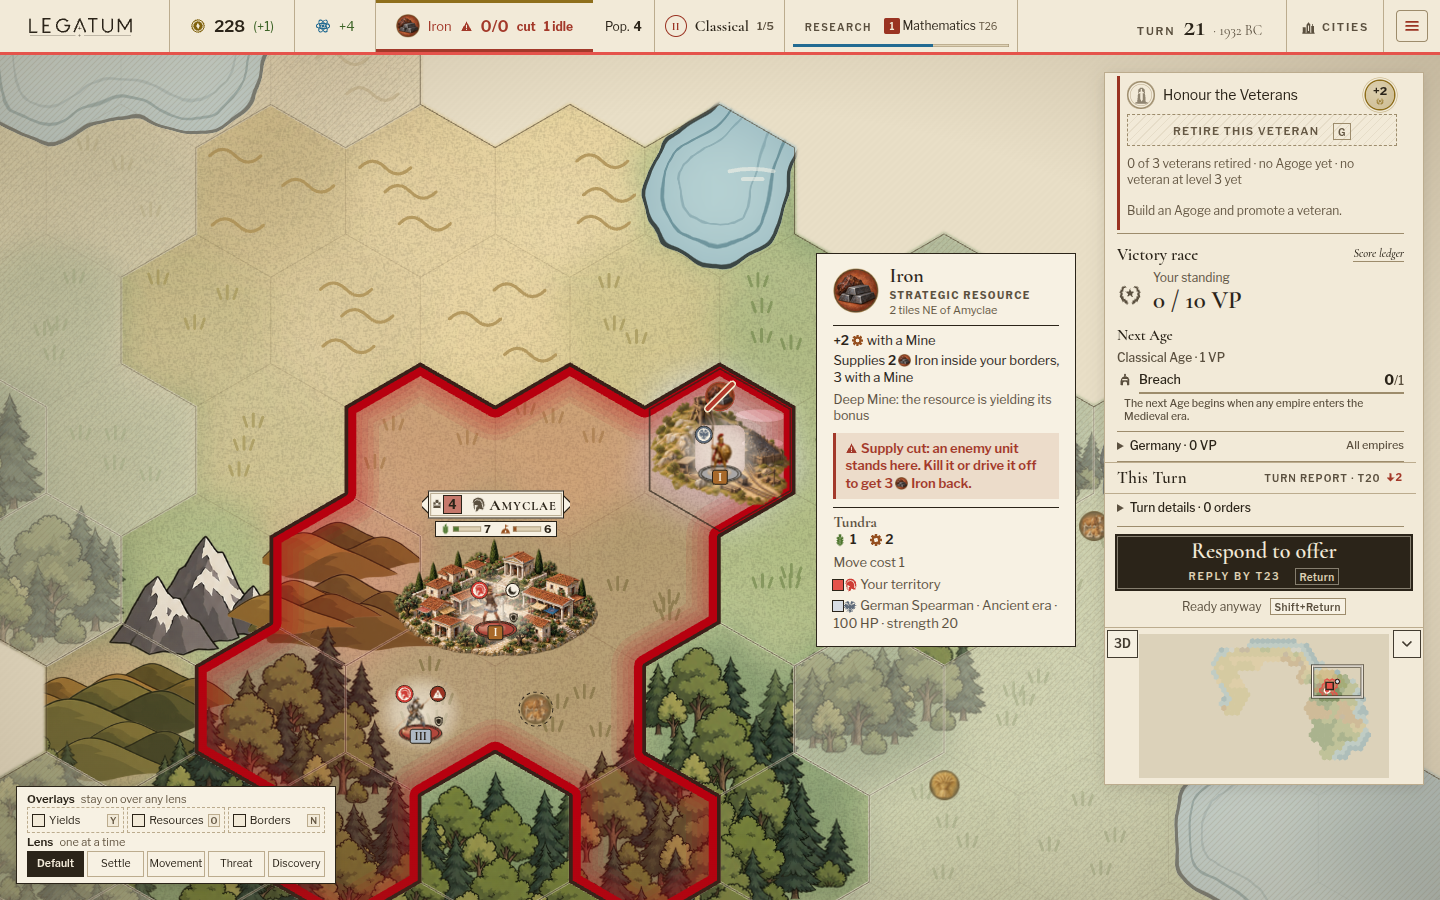 LEGATUM
228 (+1)
+4
Iron 0/0 cut 1 idle
Pop. 4
II Classical 1/5
RESEARCH 1 Mathematics T26
TURN 21 · 1932 BC
CITIES
Honour the Veterans
+2
RETIRE THIS VETERAN G
0 of 3 veterans retired · no Agoge yet · no
veteran at level 3 yet
Build an Agoge and promote a veteran.
Victory race
Score ledger
Your standing
0 / 10 VP
Next Age
Classical Age · 1 VP
Breach 0/1
The next Age begins when any empire enters the
Medieval era.
Germany · 0 VP
All empires
This Turn
TURN REPORT · T20 2
Turn details · 0 orders
Respond to offer
REPLY BY T23 Return
Ready anyway Shift+Return
3D
Iron
STRATEGIC RESOURCE
2 tiles NE of Amyclae
+2 with a Mine
Supplies 2 Iron inside your borders,
3 with a Mine
Deep Mine: the resource is yielding its
bonus
Supply cut: an enemy unit
stands here. Kill it or drive it off
to get 3 Iron back.
Tundra
1 2
Move cost 1
Your territory
German Spearman · Ancient era ·
100 HP · strength 20
I
4 AMYCLAE
7 6
I
III
Overlays stay on over any lens
Yields Y
Resources O
Borders N
Lens one at a time
Default
Settle
Movement
Threat
Discovery